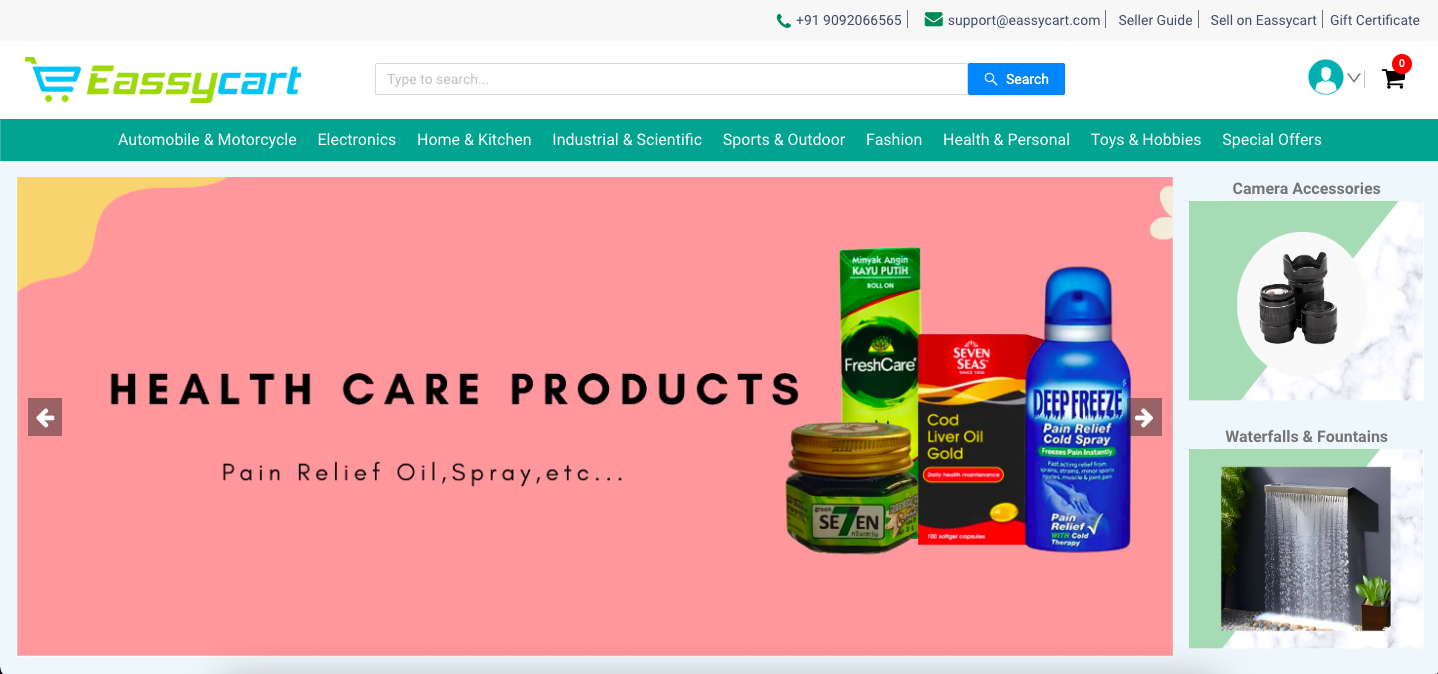 +91 9092066565
support@eassycart.com
Seller Guide
Sell on Eassycart
Gift Certificate
Eassycart
Type to search...
Search
0
Automobile & Motorcycle
Electronics
Home & Kitchen
Industrial & Scientific
Sports & Outdoor
Fashion
Health & Personal
Toys & Hobbies
Special Offers
HEALTH CARE PRODUCTS
Pain Relief Oil,Spray,etc...
Minyak Angin
KAYU PUTIH
ROLL ON
FreshCare
SEVEN
SEAS
SINCE 1935
Cod
Liver Oil
Gold
Daily health maintenance
100 softgel capsules
DEEP FREEZE
Pain Relief
Cold Spray
Freezes Pain Instantly
Fast acting relief from
sprains, strains, minor sports
injuries, muscle & joint pain
Pain
Relief
WITH Cold
Therapy
green
SE7EN
Camera Accessories
Waterfalls & Fountains